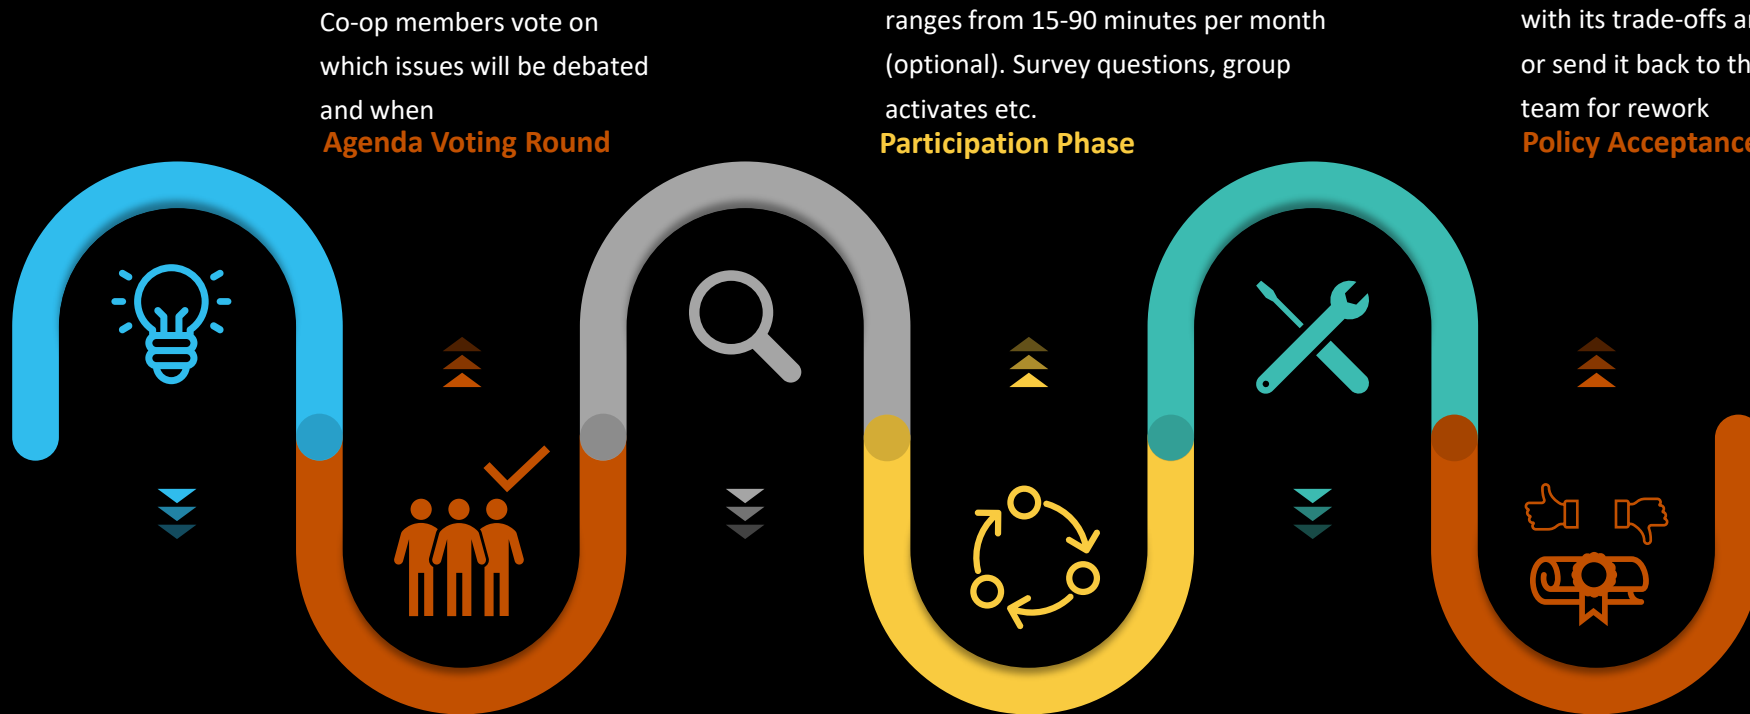 Co-op members vote on
which issues will be debated
and when
Agenda Voting Round
ranges from 15-90 minutes per month
(optional). Survey questions, group
activates etc.
Participation Phase
with its trade-offs
or send it back to
team for rework
Policy Acceptance